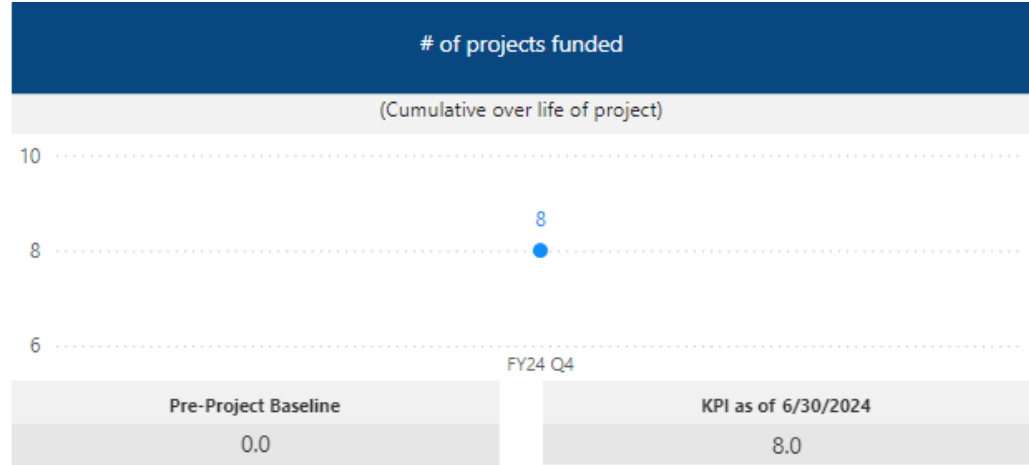 # of projects funded
(Cumulative over life of project)
10
8
8
6
FY24 Q4
Pre-Project Baseline
KPI as of 6/30/2024
0.0
8.0